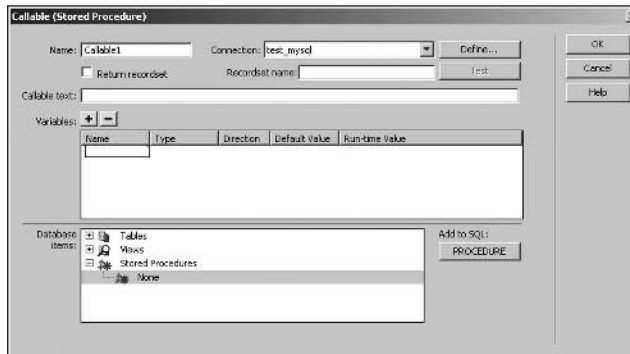 Callable (Stored Procedure)
Name: Callable1 Connection: test_mysql Define... OK
Return recordset Recordset name: Test Cancel
Callable text: Help
Variables: + −
Name Type Direction Default Value Run-time Value
Database items: Tables Add to SQL:
Views PROCEDURE
Stored Procedures
None